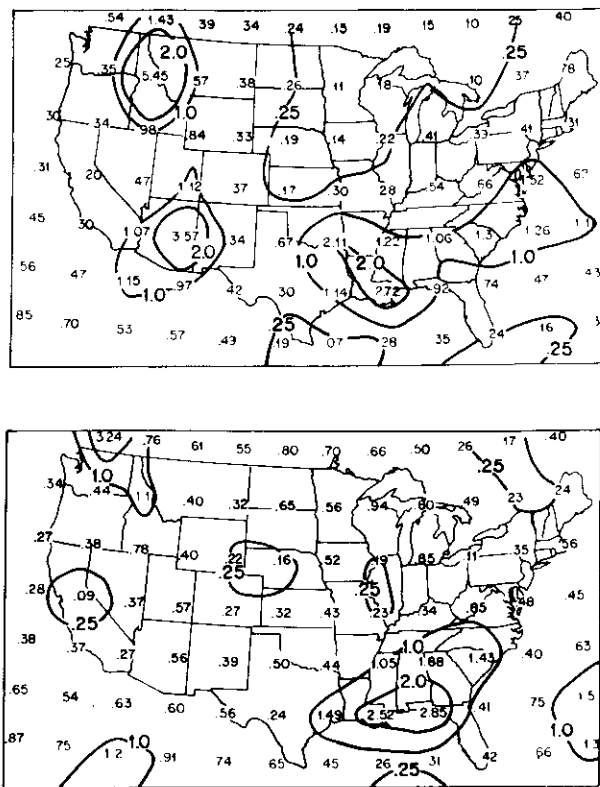 .54 1.43 39 34 .24 .15 .19 15 10 25 40
2.0 .25
25 .35 5.45 .57 .38 .26 11 18 10 37 78
1.0 .25
30 34 .98 .84 .33 .19 14 .22 .41 .33 41 31
.31 20 47 1.12 37 .17 .30 28 .54 .66 .52 62
45 30 1.07 3.57 .34 .67 2.11 1.22 1.06 1.3 1.26 1.1
2.0 1.0 2.0 1.0
56 47 1.15 .97 42 30 1.14 2.72 .92 74 47 43
1.0
85 .70 53 .57 .49 .19 07 28 35 24 16
.25 .25
3.24 .76 61 55 .80 .70 .66 .50 26 17 .40
1.0 .25
.34 .44 1.1 .40 .32 .65 .56 .94 .80 49 23 24
.27 .38 .78 .40 .22 .16 .52 .49 .85 .11 .35 56
.25 .25
.28 .09 .37 .57 .27 .32 .43 .23 .34 .85 48 .45
.25
.38 .37 .27 .56 .39 .50 44 1.05 1.88 1.43 .40 63
1.0
2.0
.65 54 .63 .60 .56 24 1.49 2.52 2.85 41 75 1.5
1.0
.87 75 1.2 1.0 .91 74 65 45 26 31 42 66 1.3
.25